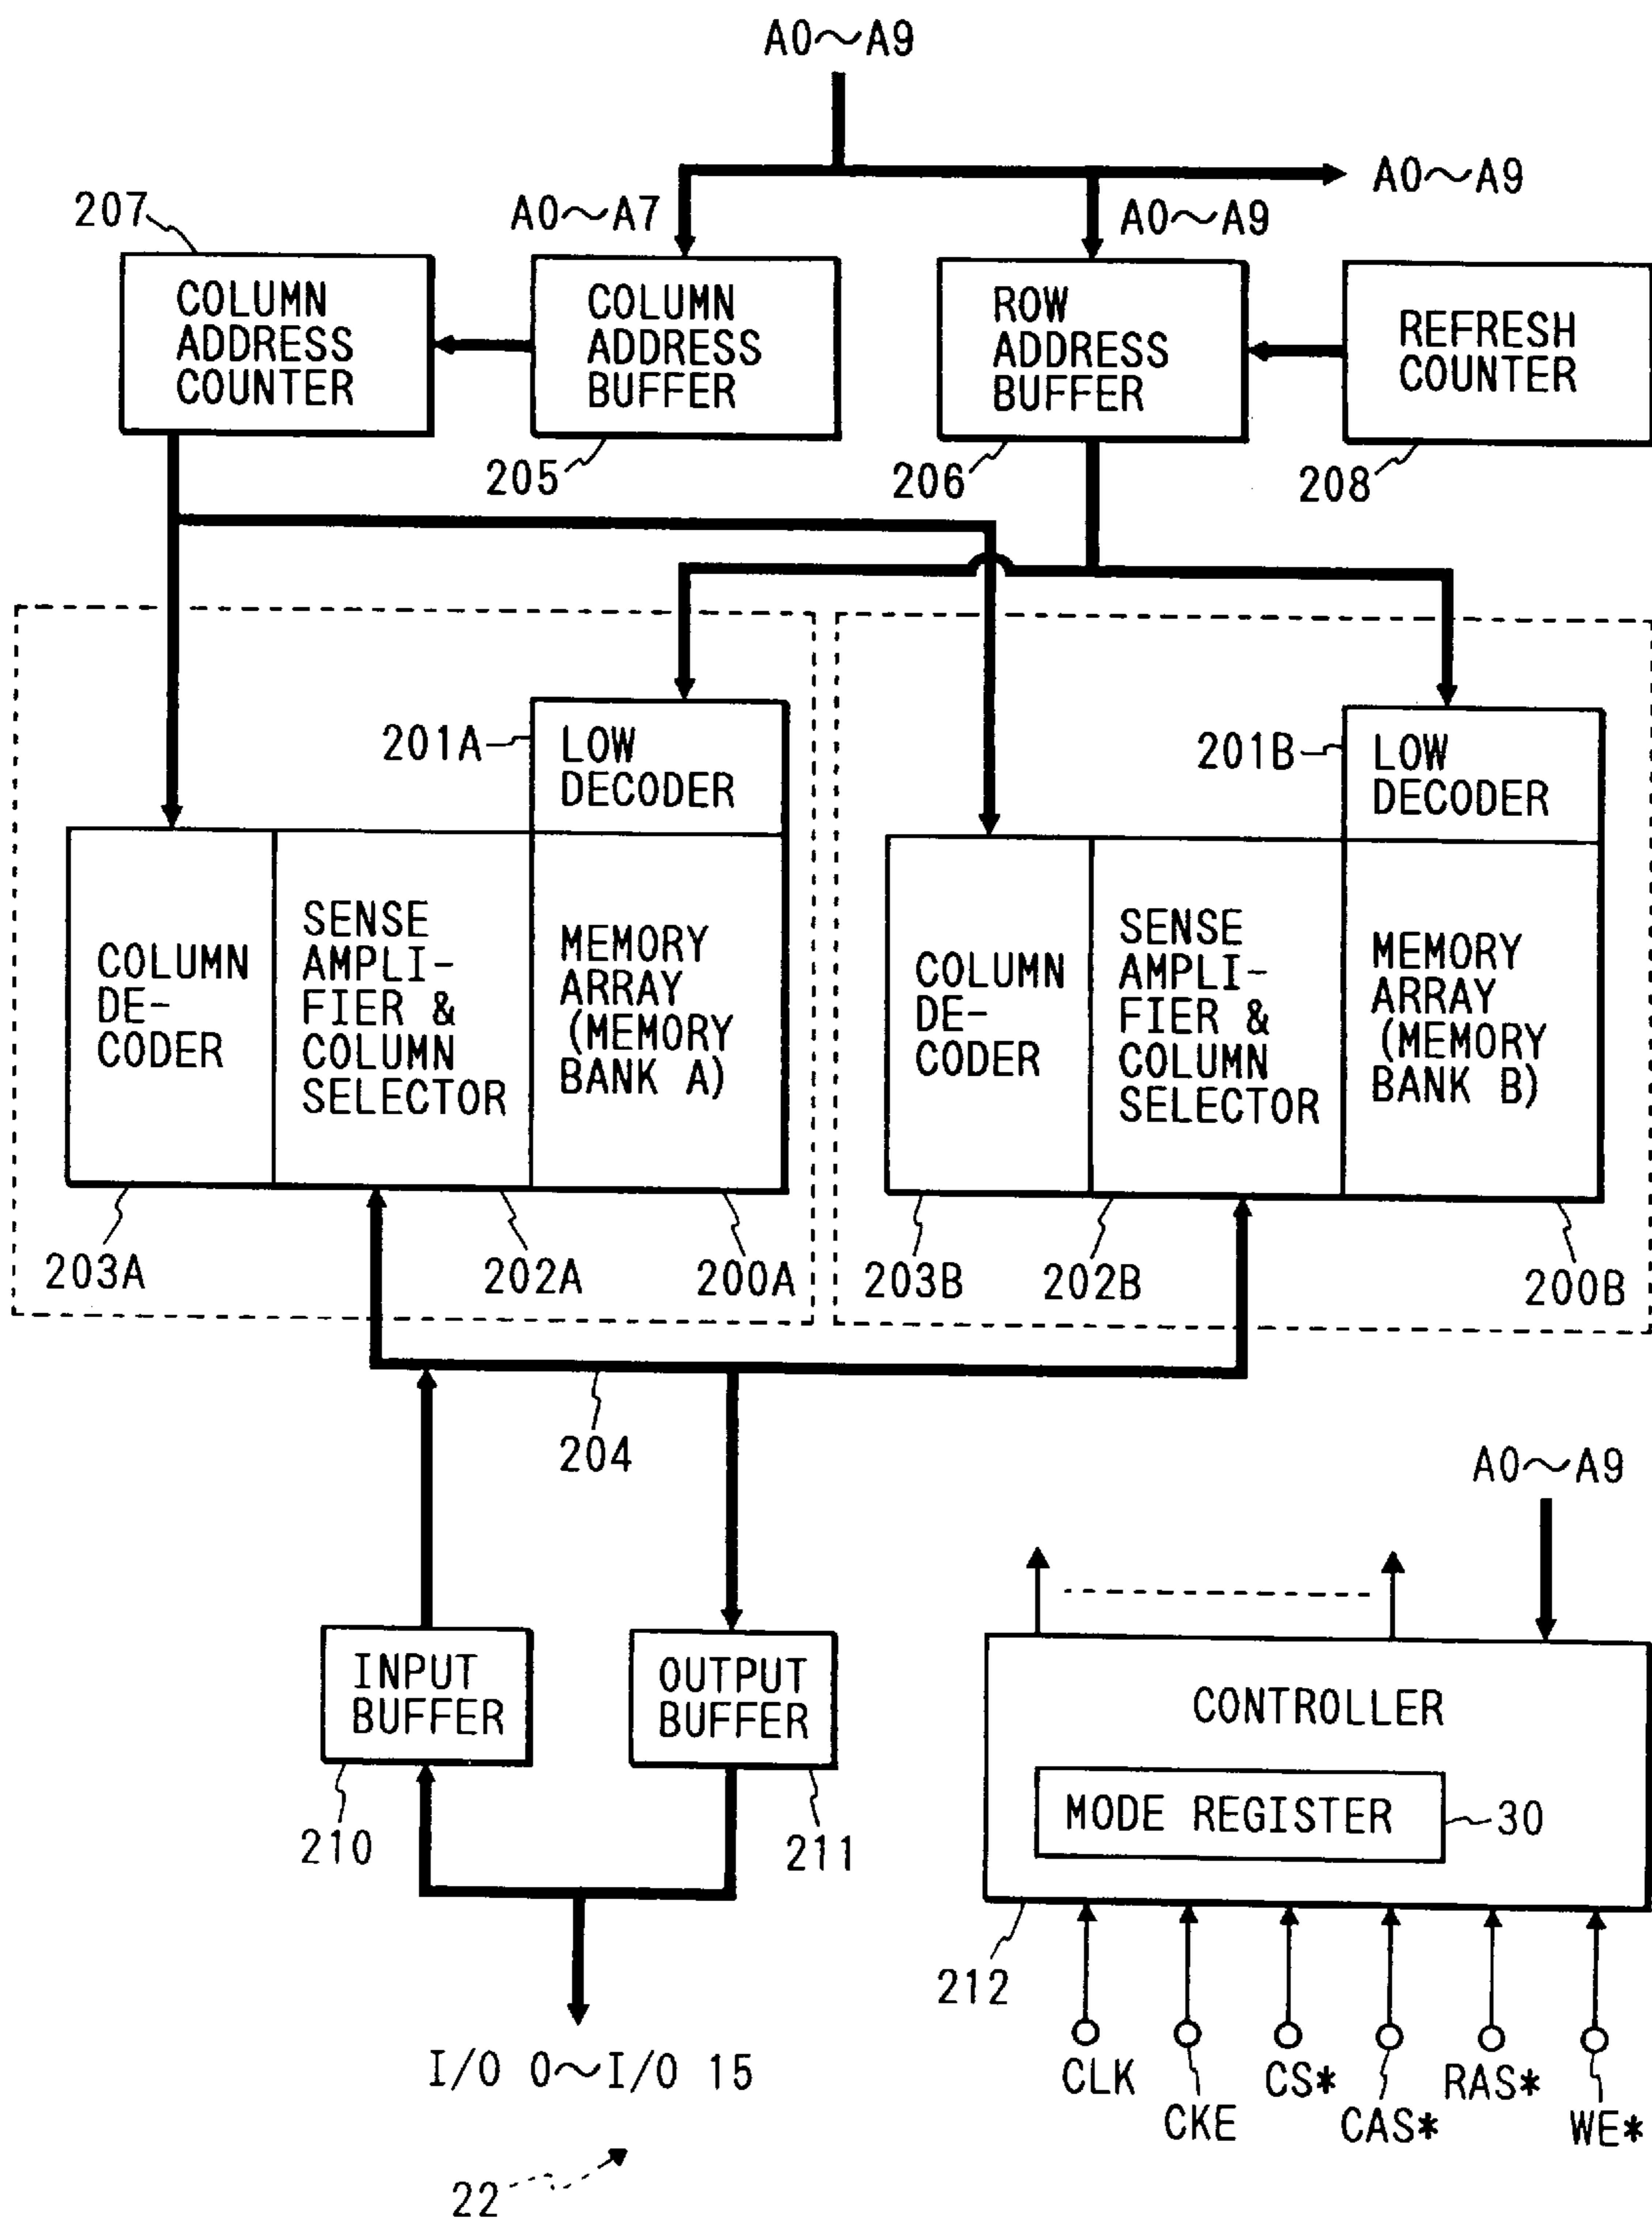 A0～A9
A0～A9
A0～A7
A0～A9
207
COLUMN
ADDRESS
COUNTER
COLUMN
ADDRESS
BUFFER
ROW
ADDRESS
BUFFER
REFRESH
COUNTER
205
206
208
201A
LOW
DECODER
201B
LOW
DECODER
COLUMN
DE-
CODER
SENSE
AMPLI-
FIER &
COLUMN
SELECTOR
MEMORY
ARRAY
(MEMORY
BANK A)
COLUMN
DE-
CODER
SENSE
AMPLI-
FIER &
COLUMN
SELECTOR
MEMORY
ARRAY
(MEMORY
BANK B)
203A
202A
200A
203B
202B
200B
204
A0～A9
INPUT
BUFFER
OUTPUT
BUFFER
CONTROLLER
MODE REGISTER
30
210
211
212
I/O 0～I/O 15
CLK
CKE
CS*
CAS*
RAS*
WE*
22